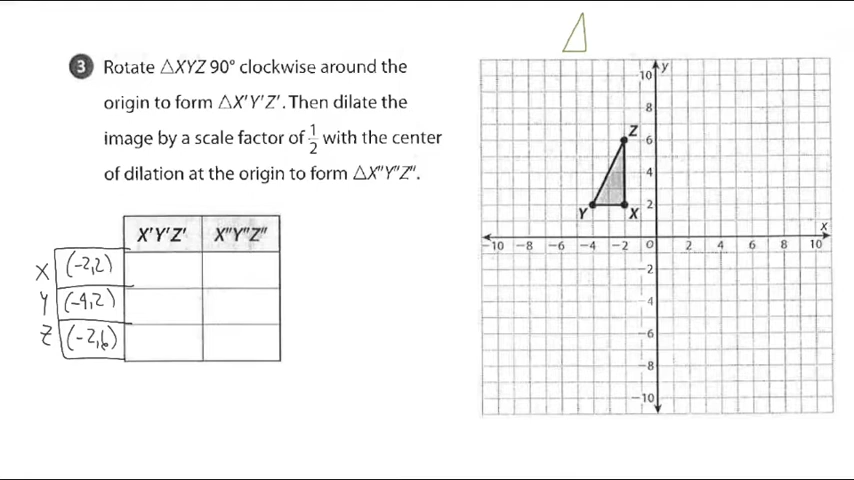 3 Rotate △XYZ 90° clockwise around the
origin to form △X'Y'Z'. Then dilate the
image by a scale factor of 1/2 with the center
of dilation at the origin to form △X"Y"Z".
X'Y'Z' X"Y"Z"
X (-2,2)
Y (-4,2)
Z (-2,6)
y
10
8
Z 6
4
Y X 2
x
-10 -8 -6 -4 -2 O 2 4 6 8 10
-2
-4
-6
-8
-10